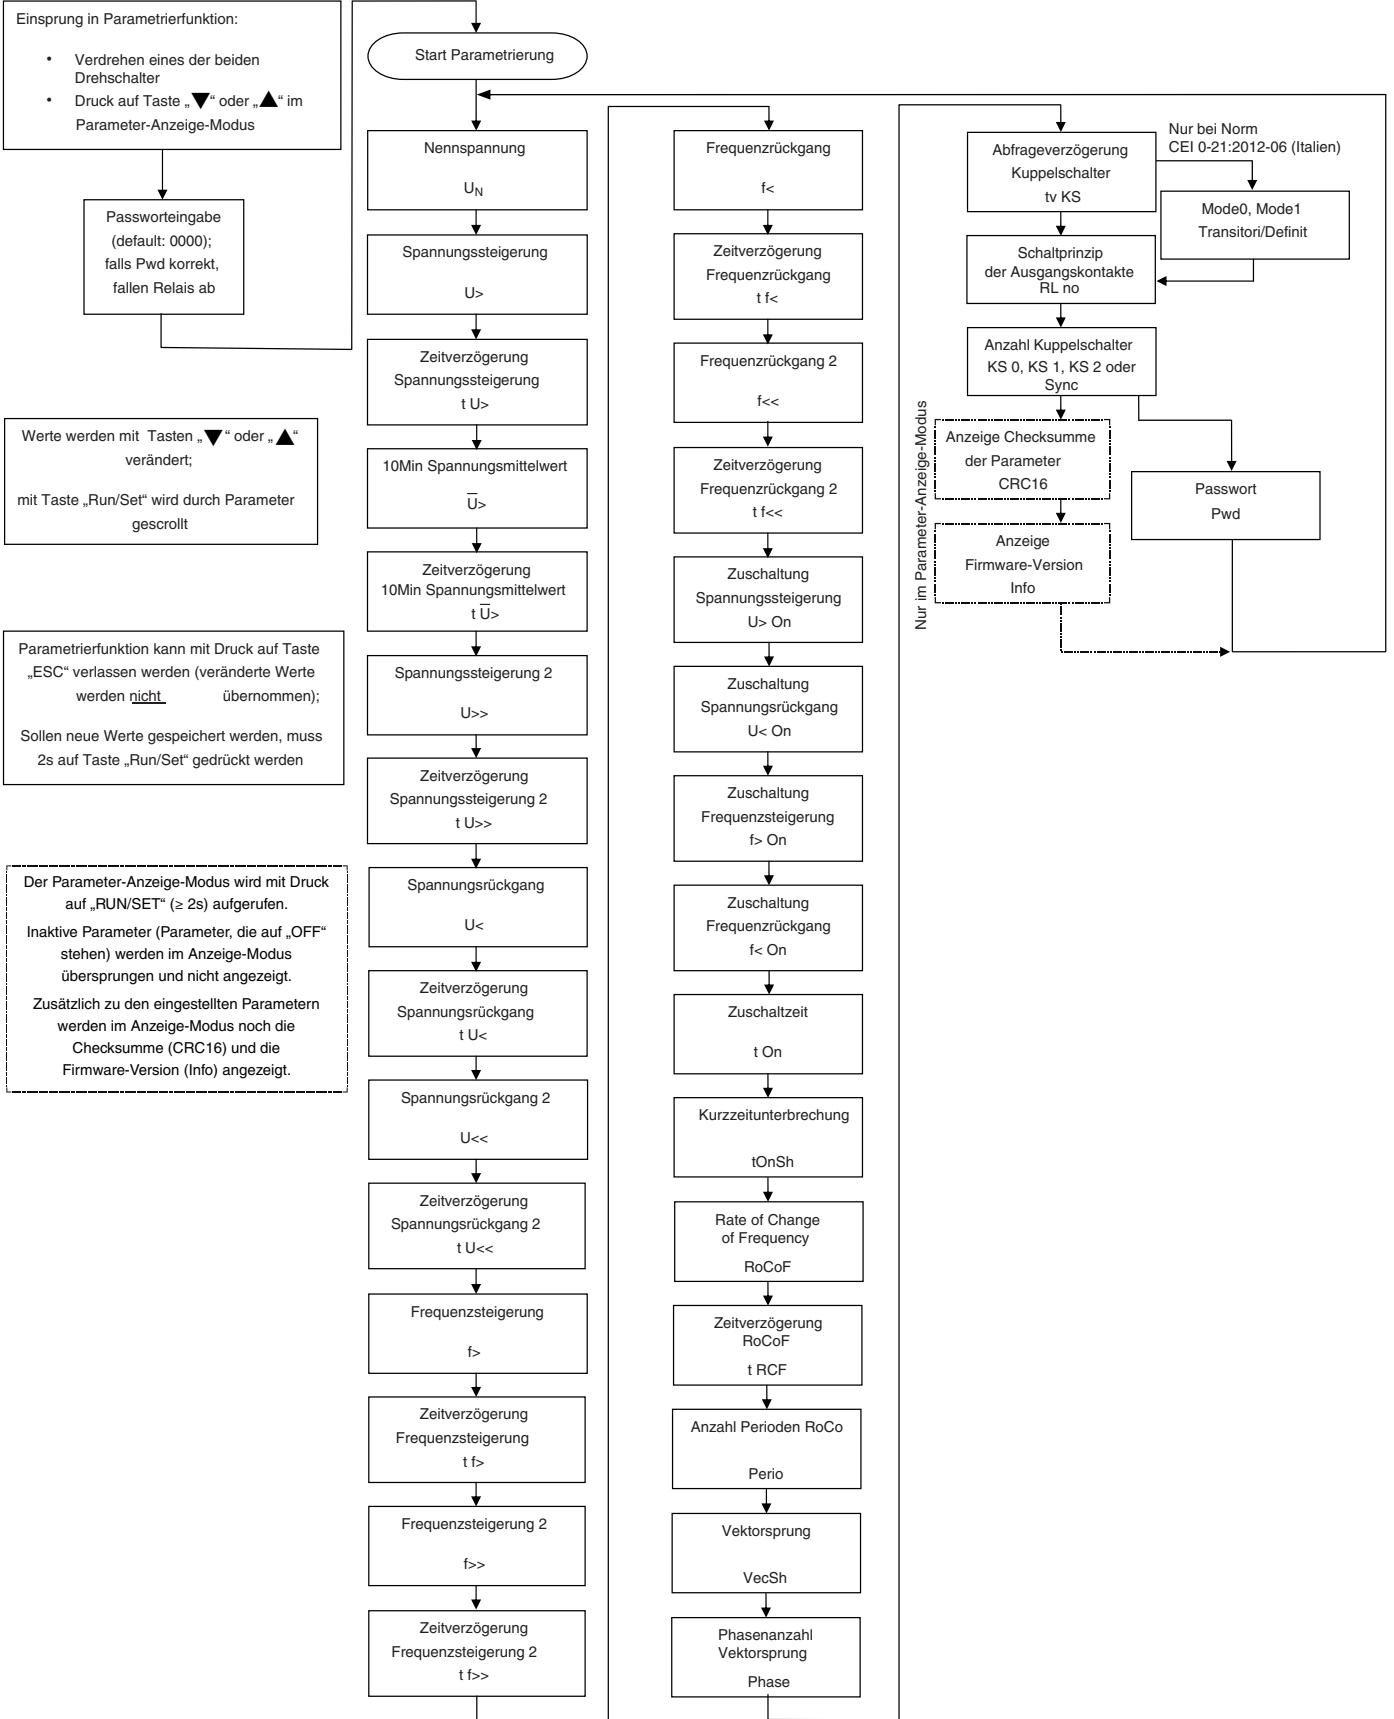 Einsprung in Parametrierfunktion:
• Verdrehen eines der beiden
Drehschalter
• Druck auf Taste „▼“ oder „▲“ im
Parameter-Anzeige-Modus
Passworteingabe
(default: 0000);
falls Pwd korrekt,
fallen Relais ab
Werte werden mit Tasten „▼“ oder „▲“
verändert;
mit Taste „Run/Set“ wird durch Parameter
gescrollt
Parametrierfunktion kann mit Druck auf Taste
„ESC“ verlassen werden (veränderte Werte
werden nicht übernommen);
Sollen neue Werte gespeichert werden, muss
2s auf Taste „Run/Set“ gedrückt werden
Der Parameter-Anzeige-Modus wird mit Druck
auf „RUN/SET“ (≥ 2s) aufgerufen.
Inaktive Parameter (Parameter, die auf „OFF“
stehen) werden im Anzeige-Modus
übersprungen und nicht angezeigt.
Zusätzlich zu den eingestellten Parametern
werden im Anzeige-Modus noch die
Checksumme (CRC16) und die
Firmware-Version (Info) angezeigt.
Start Parametrierung
Nennspannung
U_N
Spannungssteigerung
U>
Zeitverzögerung
Spannungssteigerung
t U>
10Min Spannungsmittelwert
U̅>
Zeitverzögerung
10Min Spannungsmittelwert
t U̅>
Spannungssteigerung 2
U>>
Zeitverzögerung
Spannungssteigerung 2
t U>>
Spannungsrückgang
U<
Zeitverzögerung
Spannungsrückgang
t U<
Spannungsrückgang 2
U<<
Zeitverzögerung
Spannungsrückgang 2
t U<<
Frequenzsteigerung
f>
Zeitverzögerung
Frequenzsteigerung
t f>
Frequenzsteigerung 2
f>>
Zeitverzögerung
Frequenzsteigerung 2
t f>>
Frequenzrückgang
f<
Zeitverzögerung
Frequenzrückgang
t f<
Frequenzrückgang 2
f<<
Zeitverzögerung
Frequenzrückgang 2
t f<<
Zuschaltung
Spannungssteigerung
U> On
Zuschaltung
Spannungsrückgang
U< On
Zuschaltung
Frequenzsteigerung
f> On
Zuschaltung
Frequenzrückgang
f< On
Zuschaltzeit
t On
Kurzzeitunterbrechung
tOnSh
Rate of Change
of Frequency
RoCoF
Zeitverzögerung
RoCoF
t RCF
Anzahl Perioden RoCo
Perio
Vektorsprung
VecSh
Phasenanzahl
Vektorsprung
Phase
Abfrageverzögerung
Kuppelschalter
tv KS
Nur bei Norm
CEI 0-21:2012-06 (Italien)
Mode0, Mode1
Transitori/Definit
Schaltprinzip
der Ausgangskontakte
RL no
Anzahl Kuppelschalter
KS 0, KS 1, KS 2 oder
Sync
Nur im Parameter-Anzeige-Modus
Anzeige Checksumme
der Parameter
CRC16
Anzeige
Firmware-Version
Info
Passwort
Pwd